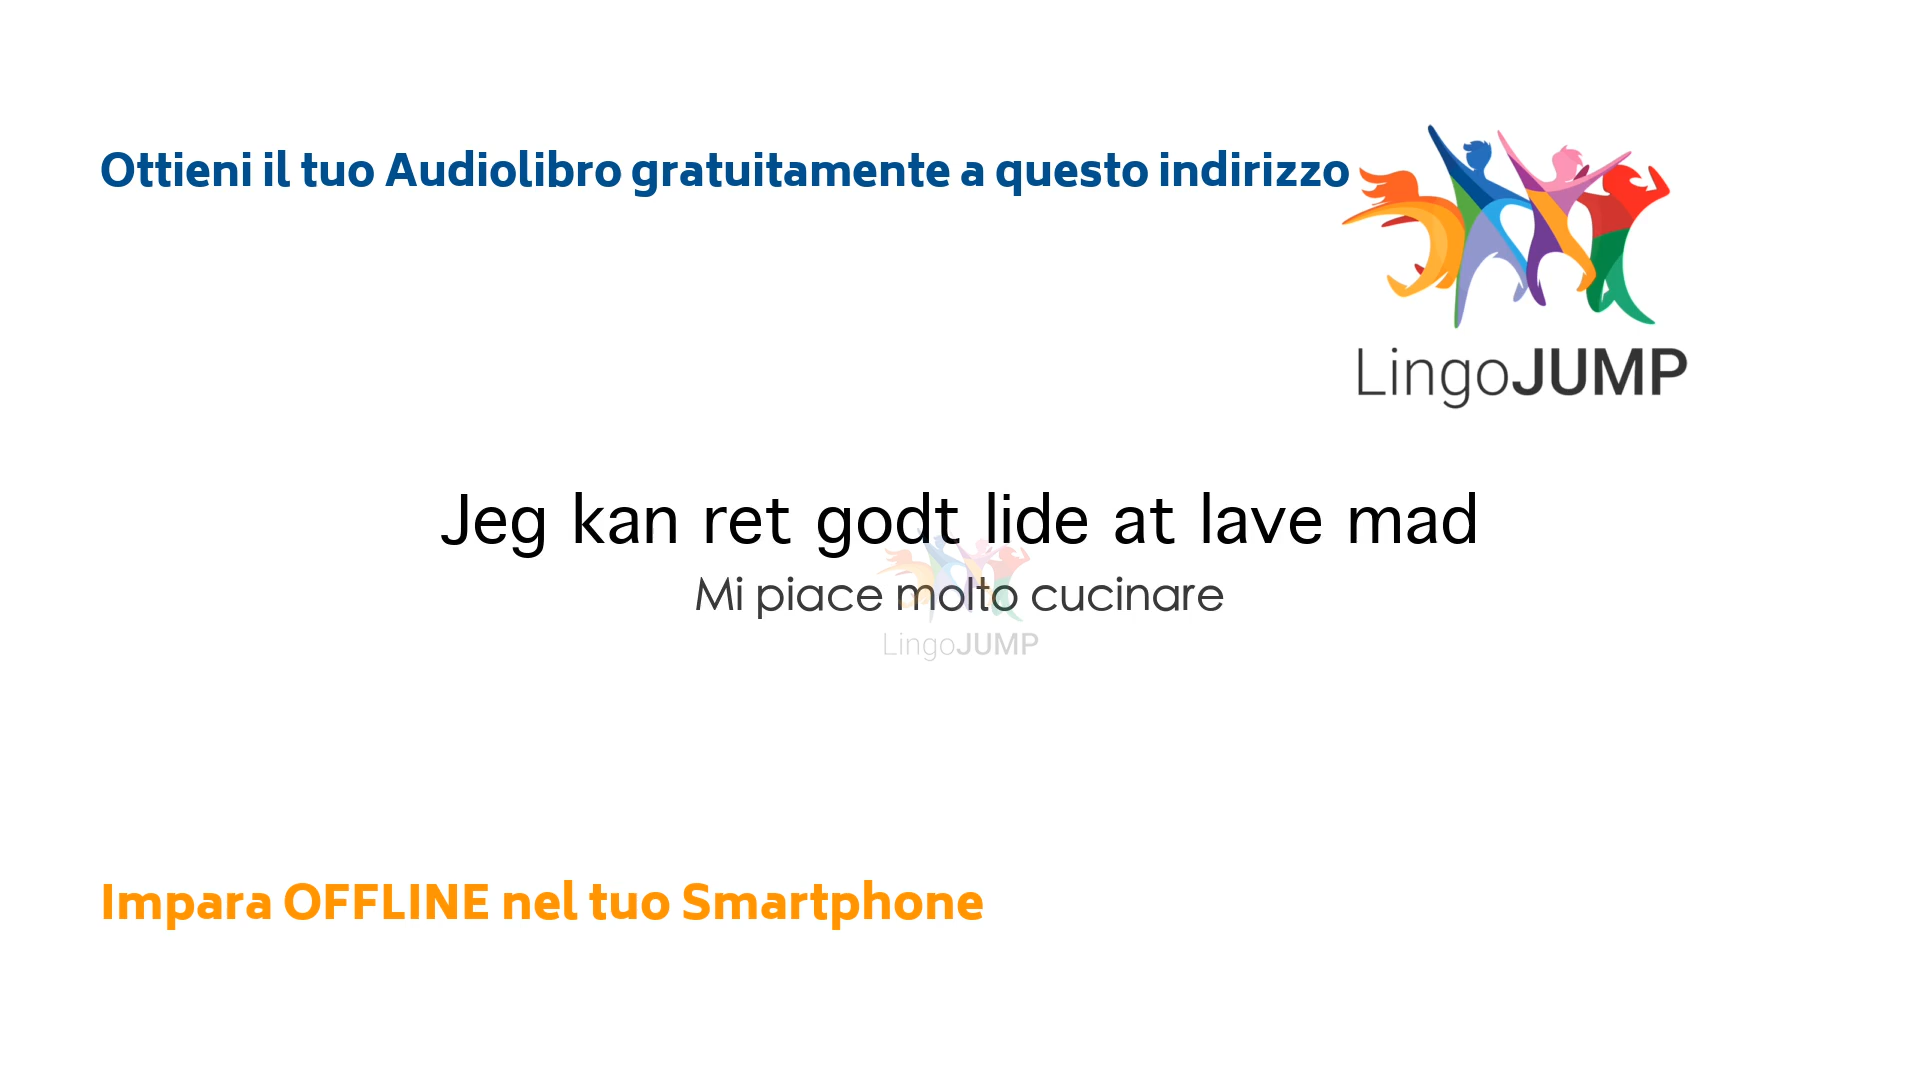 Ottieni il tuo Audiolibro gratuitamente a questo indirizzo
LingoJUMP
Jeg kan ret godt lide at lave mad
Mi piace molto cucinare
LingoJUMP
Impara OFFLINE nel tuo Smartphone